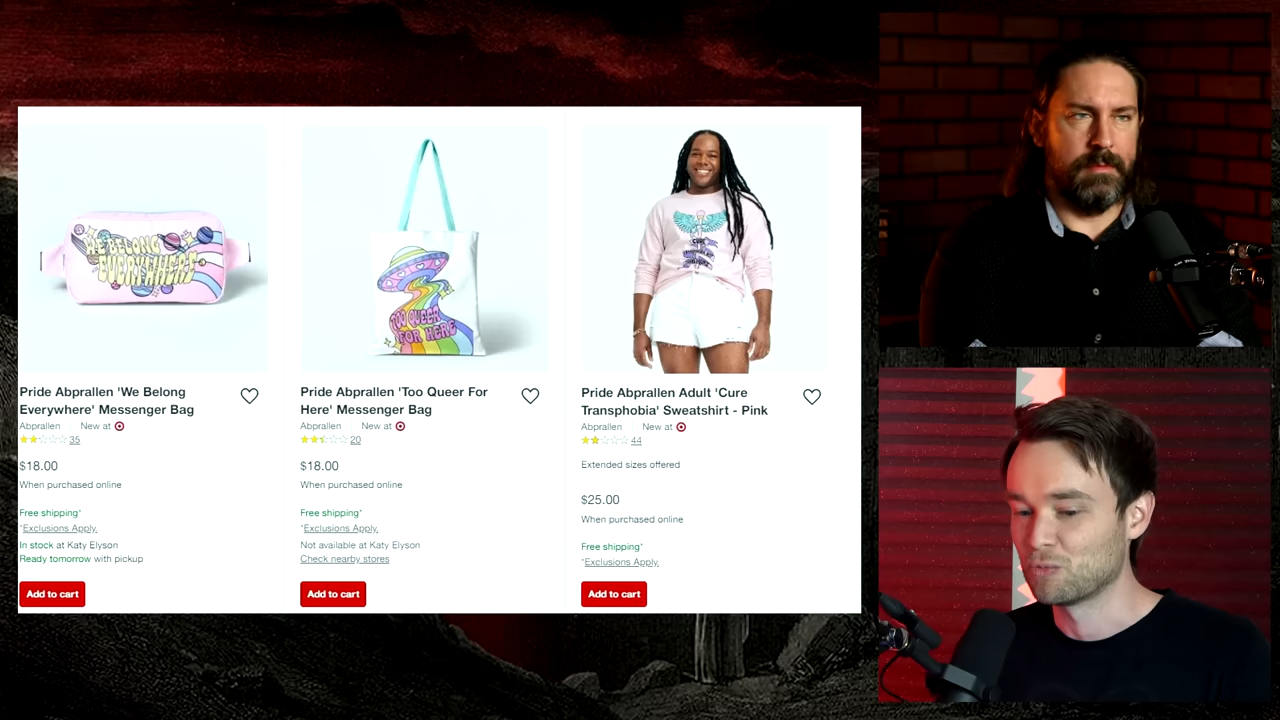 WE BELONG
EVERYWHERE
TOO QUEER
FOR HERE
CURE
Pride Abprallen 'We Belong
Everywhere' Messenger Bag
Abprallen New at
35
$18.00
When purchased online
Free shipping*
*Exclusions Apply.
In stock at Katy Elyson
Ready tomorrow with pickup
Add to cart
Pride Abprallen 'Too Queer For
Here' Messenger Bag
Abprallen New at
20
$18.00
When purchased online
Free shipping*
*Exclusions Apply.
Not available at Katy Elyson
Check nearby stores
Add to cart
Pride Abprallen Adult 'Cure
Transphobia' Sweatshirt - Pink
Abprallen New at
44
Extended sizes offered
$25.00
When purchased online
Free shipping*
*Exclusions Apply.
Add to cart